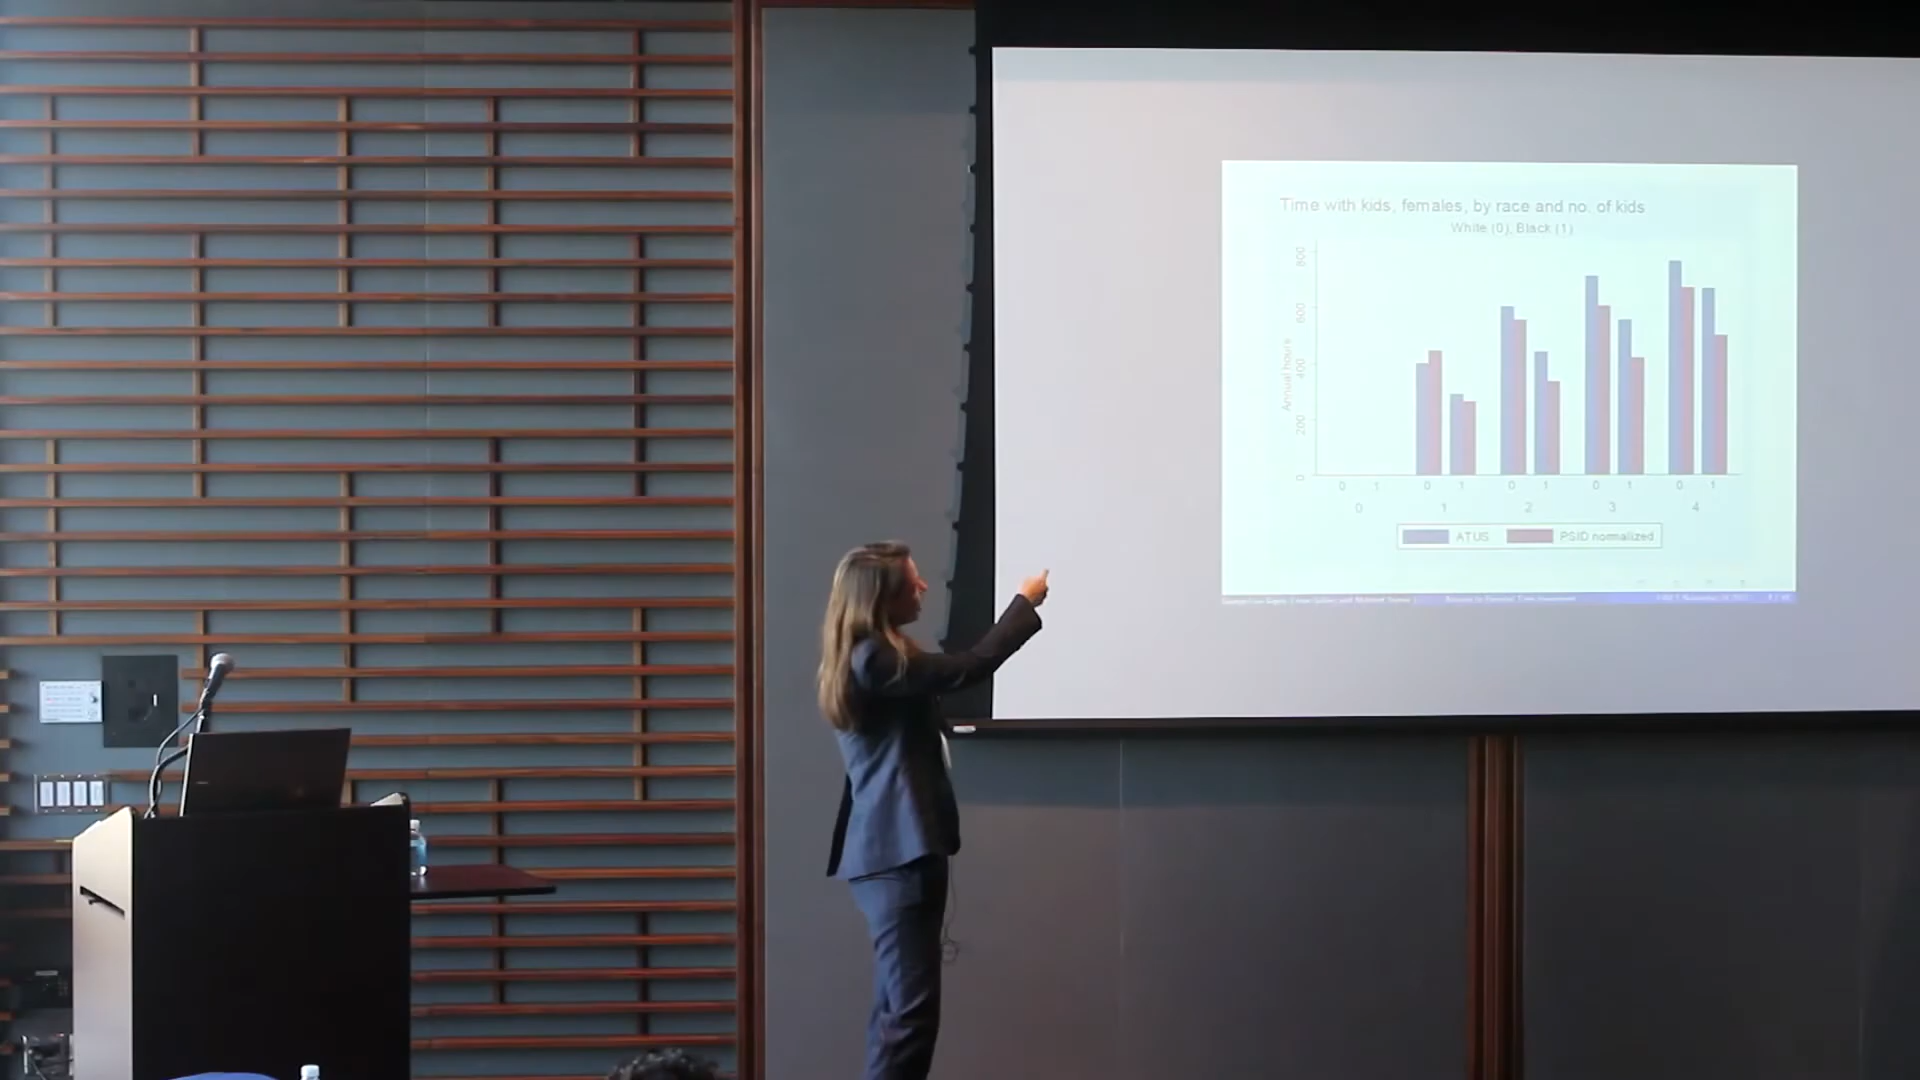 Time with kids, females, by race and no. of kids
White (0), Black (1)
Annual hours
800
600
400
200
0
0 1 0 1 0 1 0 1 0 1
0 1 2 3 4
ATUS PSID normalized